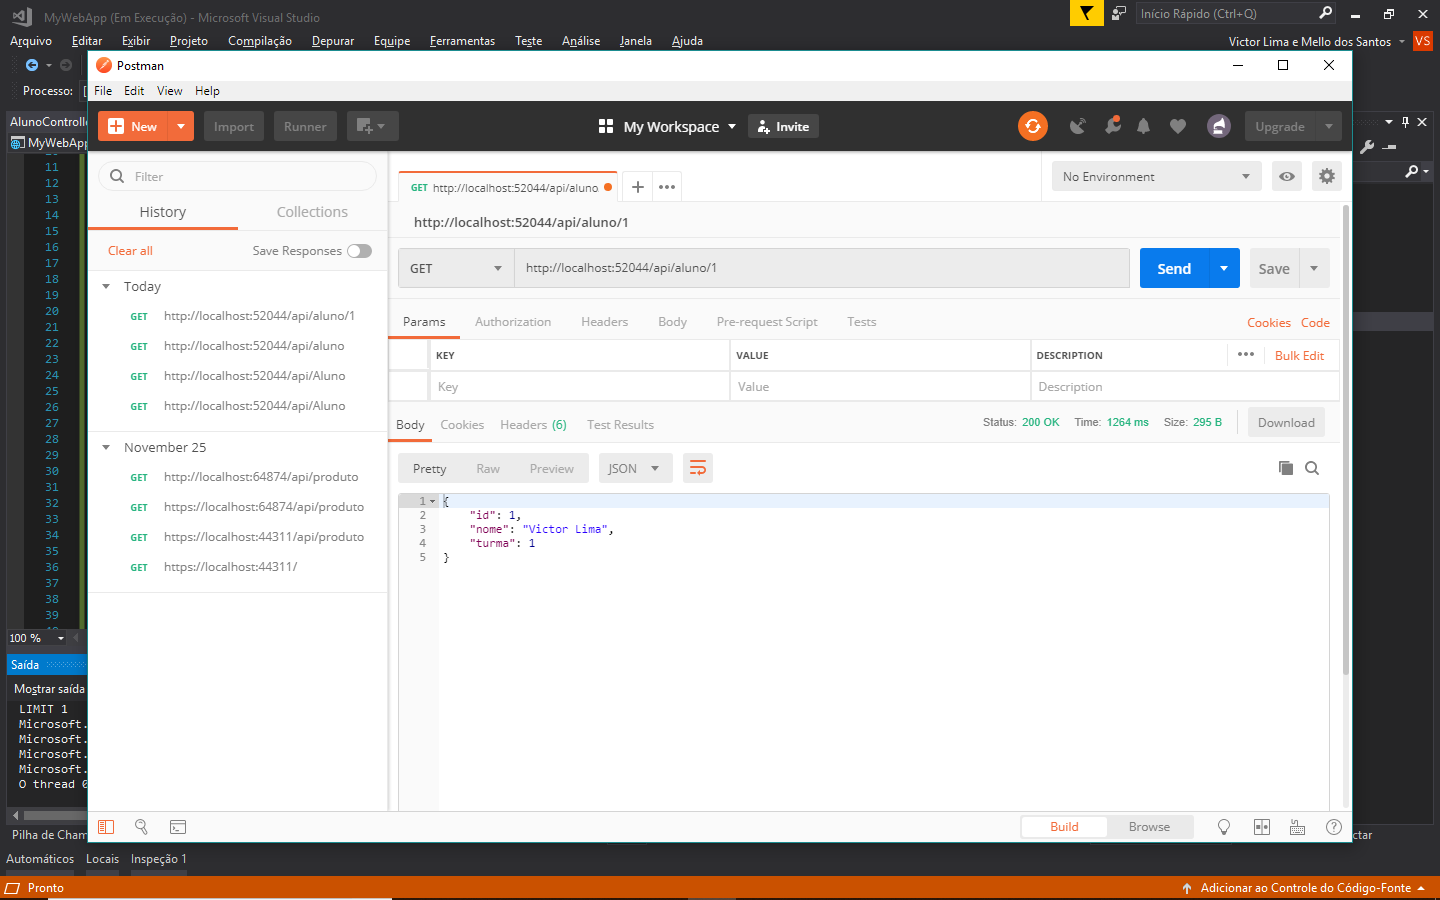 MyWebApp (Em Execução) - Microsoft Visual Studio
Início Rápido (Ctrl+Q)
Arquivo Editar Exibir Projeto Compilação Depurar Equipe Ferramentas Teste Análise Janela Ajuda
Victor Lima e Mello dos Santos VS
Processo:
AlunoControlle
MyWebApp
Postman
File Edit View Help
New Import Runner
My Workspace Invite
Upgrade
Filter
History Collections
Clear all Save Responses
Today
GET http://localhost:52044/api/aluno/1
GET http://localhost:52044/api/aluno
GET http://localhost:52044/api/Aluno
GET http://localhost:52044/api/Aluno
November 25
GET http://localhost:64874/api/produto
GET https://localhost:64874/api/produto
GET https://localhost:44311/api/produto
GET https://localhost:44311/
GET http://localhost:52044/api/aluno
+ •••
No Environment
http://localhost:52044/api/aluno/1
GET http://localhost:52044/api/aluno/1
Send Save
Params Authorization Headers Body Pre-request Script Tests
Cookies Code
KEY VALUE DESCRIPTION ••• Bulk Edit
Key Value Description
Body Cookies Headers (6) Test Results
Status: 200 OK Time: 1264 ms Size: 295 B Download
Pretty Raw Preview JSON
1 {
2 "id": 1,
3 "nome": "Victor Lima",
4 "turma": 1
5 }
Build Browse
11
12
13
14
15
16
17
18
19
20
21
22
23
24
25
26
27
28
29
30
31
32
33
34
35
36
37
38
39
100 %
Saída
Mostrar saída
LIMIT 1
Microsoft.
Microsoft.
Microsoft.
Microsoft.
O thread 0
Pilha de Cham
ctar
Automáticos Locais Inspeção 1
Pronto
Adicionar ao Controle do Código-Fonte